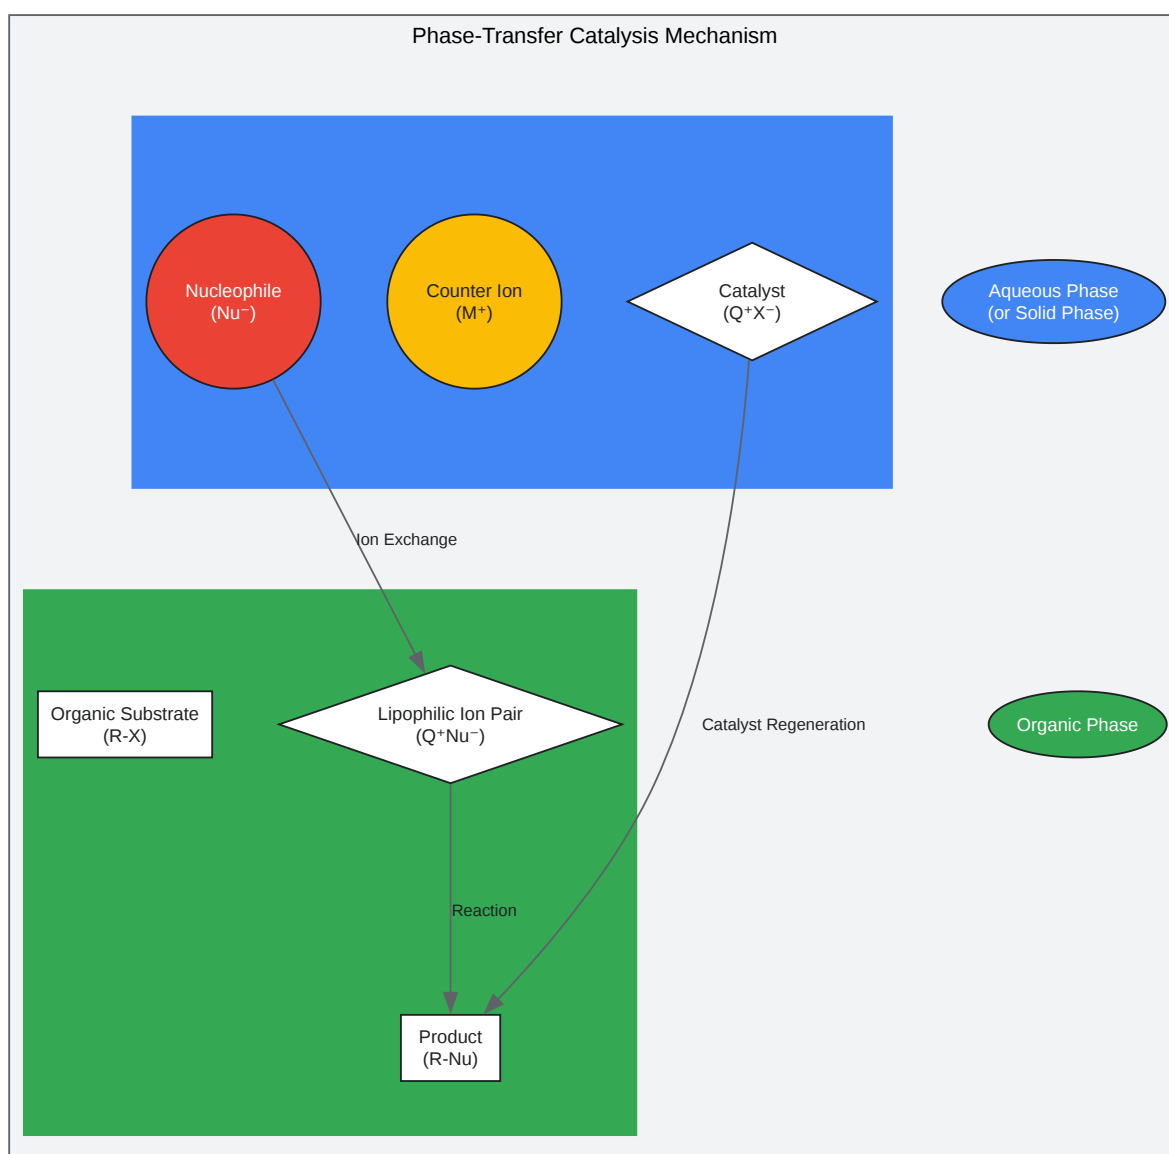 Phase-Transfer Catalysis Mechanism
Nucleophile
(Nu⁻)
Counter Ion
(M⁺)
Catalyst
(Q⁺X⁻)
Aqueous Phase
(or Solid Phase)
Ion Exchange
Organic Substrate
(R-X)
Lipophilic Ion Pair
(Q⁺Nu⁻)
Catalyst Regeneration
Organic Phase
Reaction
Product
(R-Nu)